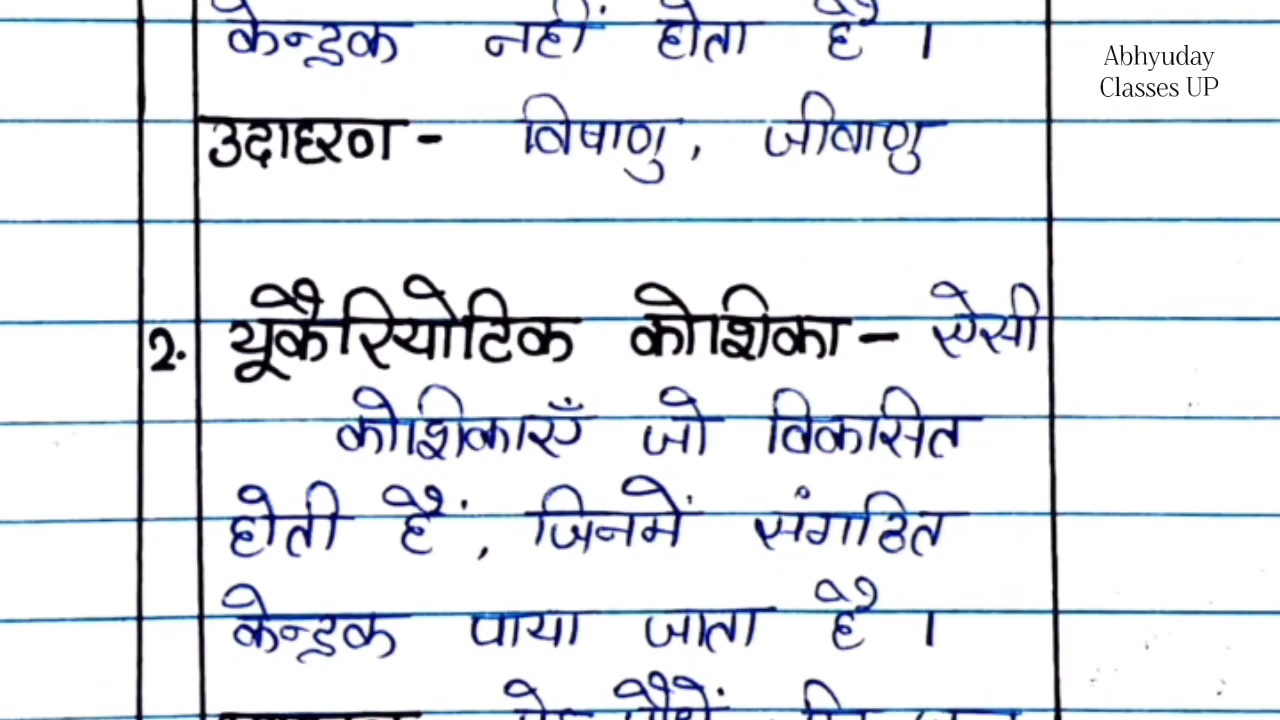 केन्द्रक नहीं होता है ।
Abhyuday
Classes UP
उदाहरण - विषाणु, जीवाणु
2. यूकैरियोटिक कोशिका - ऐसी
कोशिकाएँ जो विकसित
होती हैं, जिनमें संगठित
केन्द्रक पाया जाता है ।